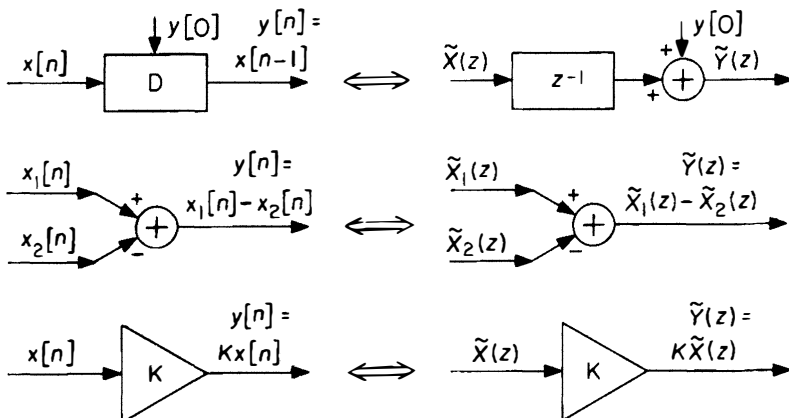 y[0] y[n] = y[0]
x[n] D x[n-1] ⟺ X̃(z) z⁻¹ + + + Ỹ(z)
y[n] = Ỹ(z) =
x₁[n] + x₁[n]-x₂[n] ⟺ X̃₁(z) + X̃₁(z)-X̃₂(z)
x₂[n] + - X̃₂(z) + -
y[n] = Ỹ(z) =
x[n] K Kx[n] ⟺ X̃(z) K KX̃(z)